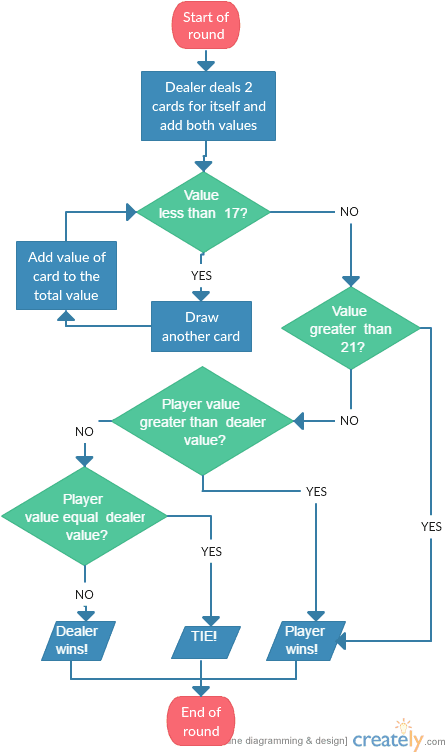 Start of
round
Dealer deals 2
cards for itself and
add both values
Value
less than 17?
NO
YES
Add value of
card to the
total value
Draw
another card
Value
greater than
21?
Player value
greater than dealer
value?
NO
NO
YES
YES
Player
value equal dealer
value?
YES
NO
Dealer
wins!
TIE!
Player
wins!
End of
round
diagramming & design]
creately.com